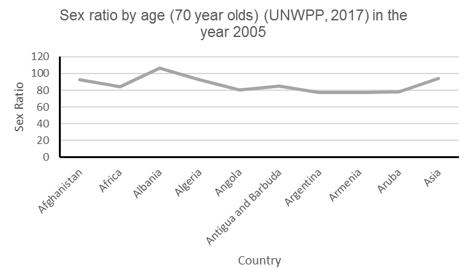 Sex ratio by age (70 year olds) (UNWPP, 2017) in the
year 2005
120
100
80
60
40
20
0
Sex Ratio
Afghanistan
Africa
Albania
Algeria
Angola
Antigua and Barbuda
Argentina
Armenia
Aruba
Asia
Country